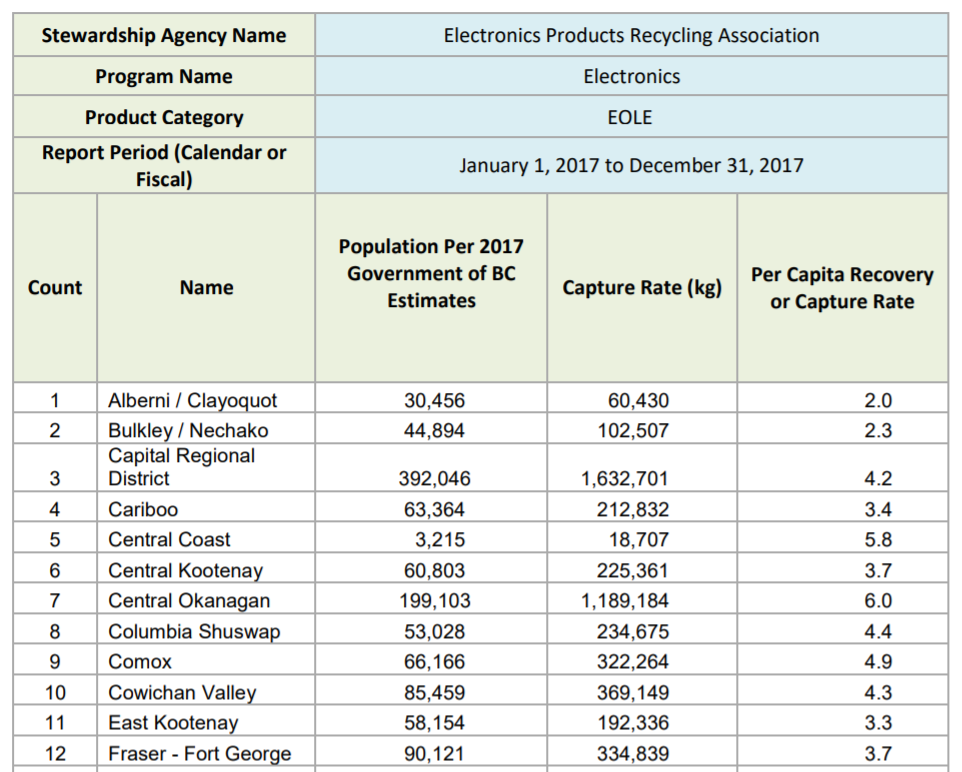 Stewardship Agency Name Electronics Products Recycling Association
Program Name Electronics
Product Category EOLE
Report Period (Calendar or
Fiscal) January 1, 2017 to December 31, 2017
Count Name Population Per 2017
Government of BC
Estimates Capture Rate (kg) Per Capita Recovery
or Capture Rate
1 Alberni / Clayoquot 30,456 60,430 2.0
2 Bulkley / Nechako 44,894 102,507 2.3
3 Capital Regional
District 392,046 1,632,701 4.2
4 Cariboo 63,364 212,832 3.4
5 Central Coast 3,215 18,707 5.8
6 Central Kootenay 60,803 225,361 3.7
7 Central Okanagan 199,103 1,189,184 6.0
8 Columbia Shuswap 53,028 234,675 4.4
9 Comox 66,166 322,264 4.9
10 Cowichan Valley 85,459 369,149 4.3
11 East Kootenay 58,154 192,336 3.3
12 Fraser - Fort George 90,121 334,839 3.7